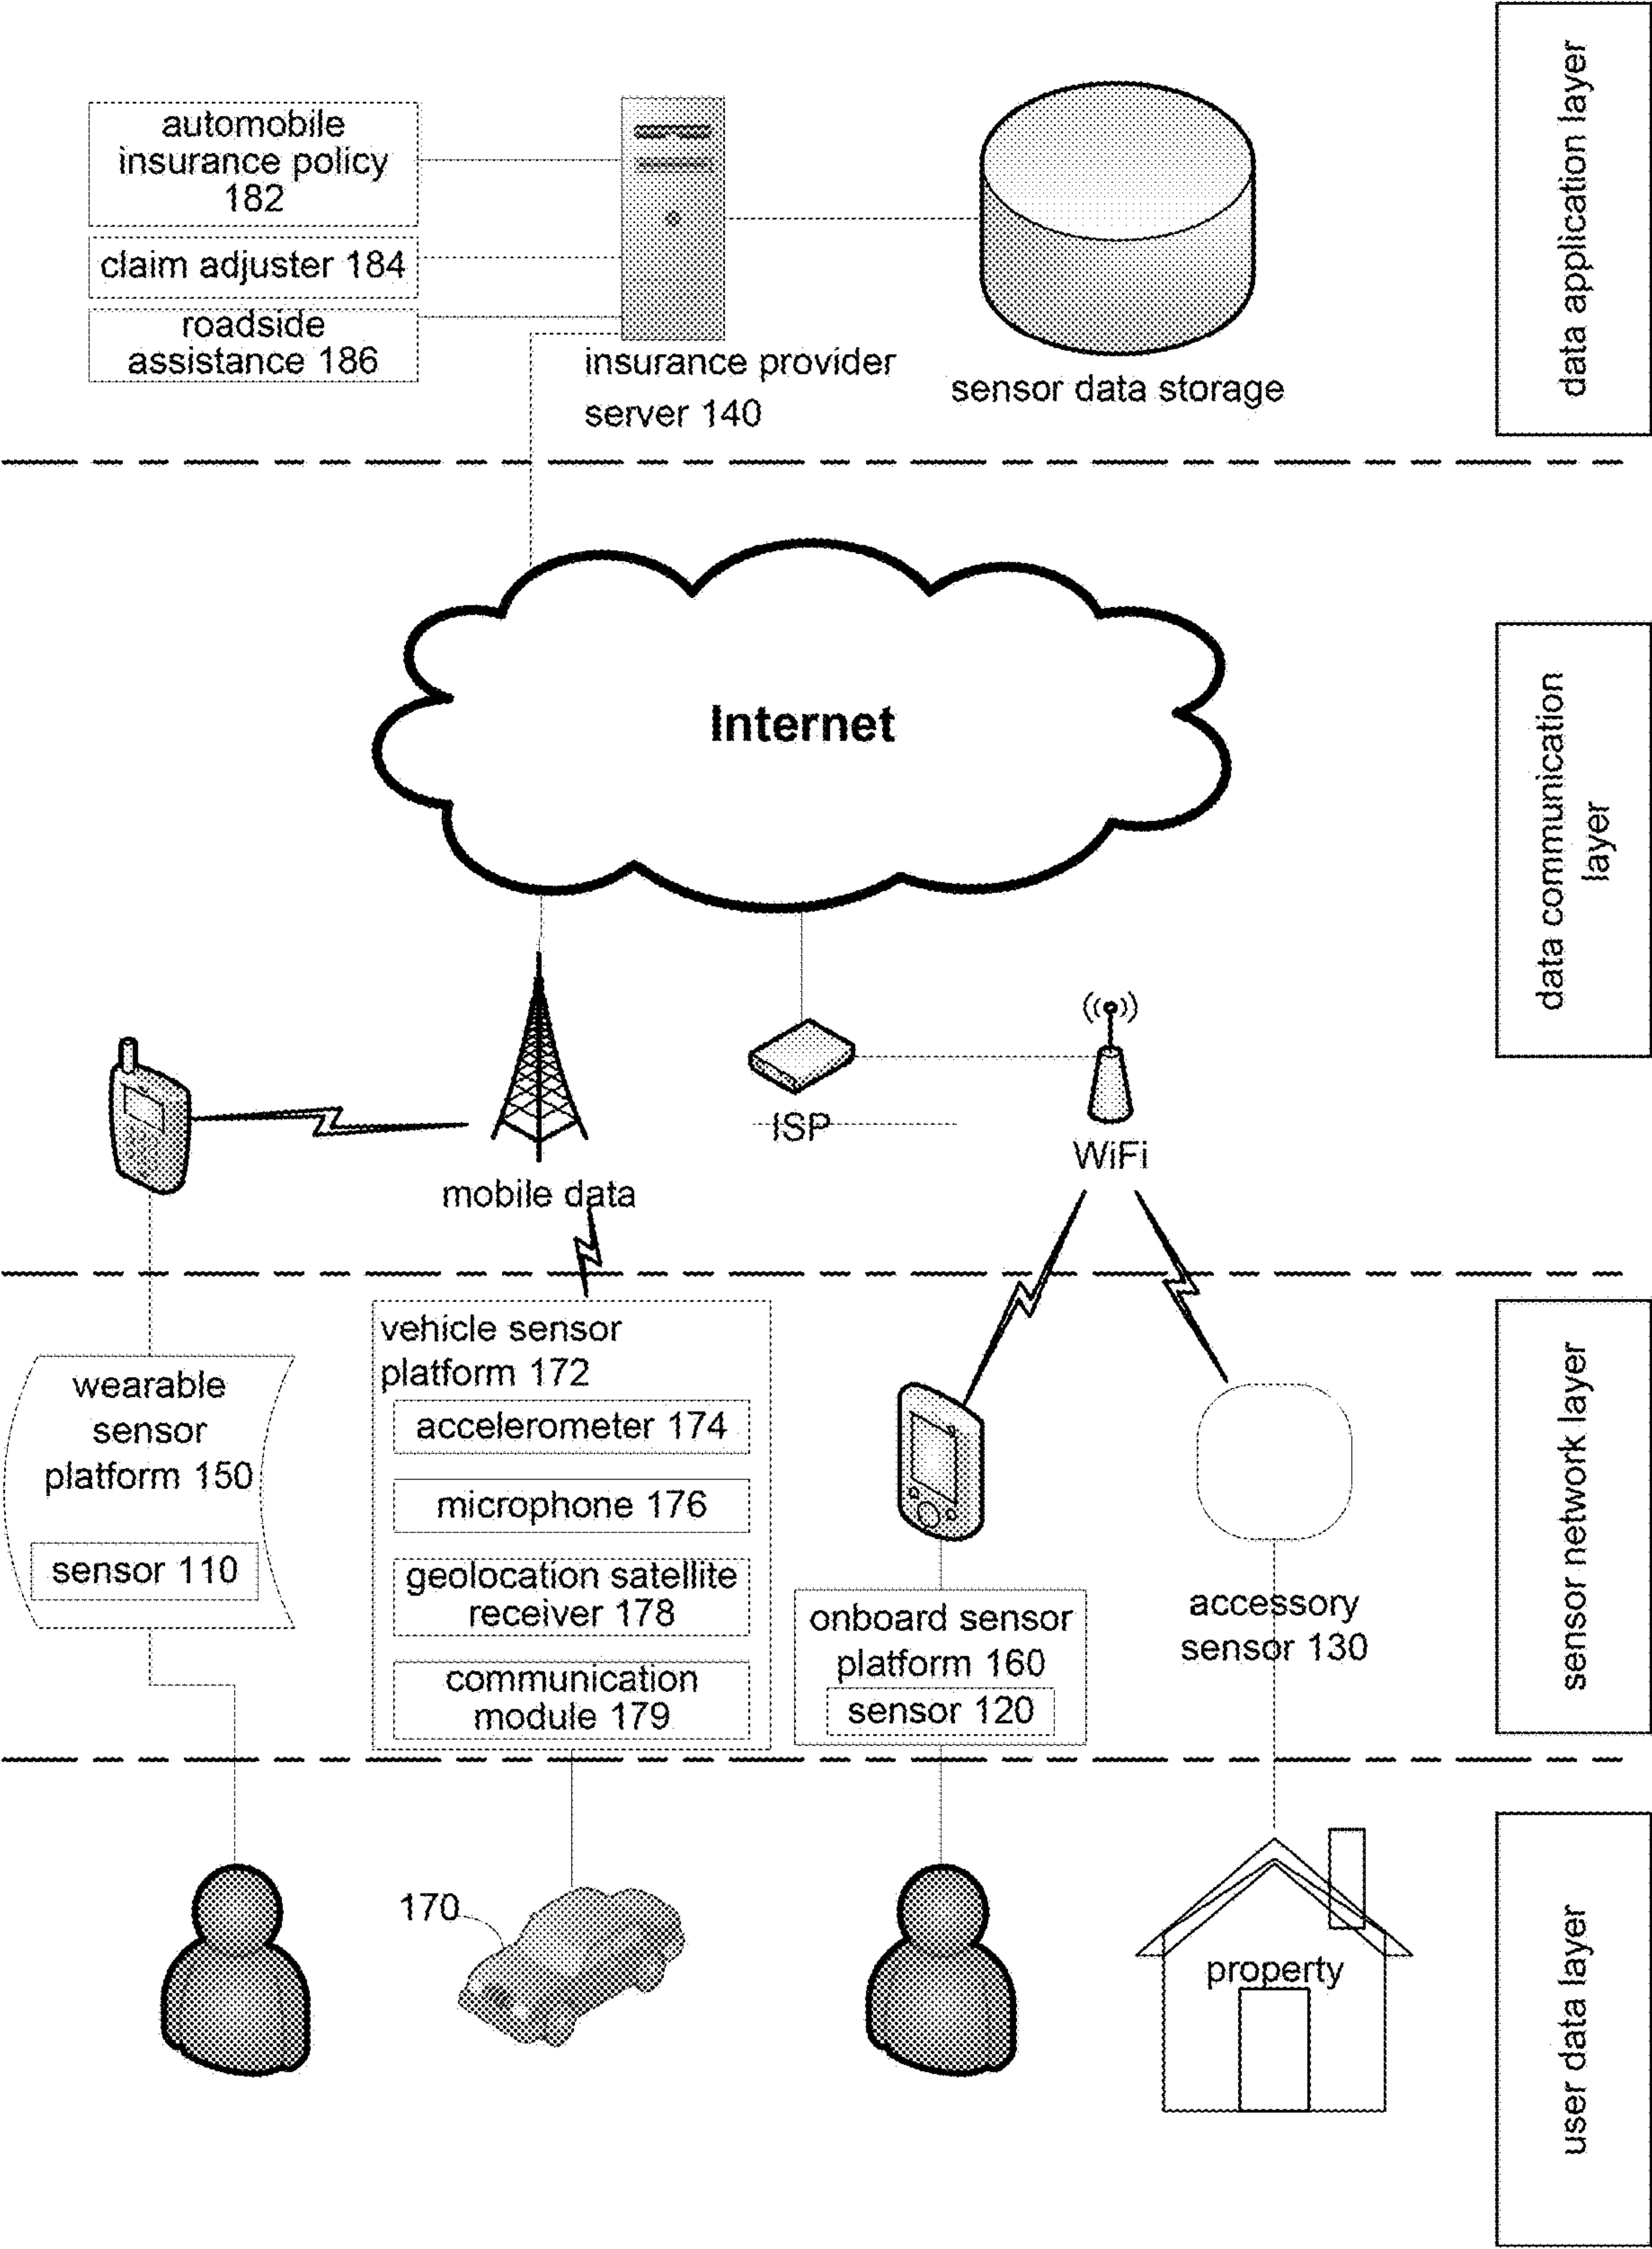 automobile
insurance policy
182
claim adjuster 184
roadside
assistance 186
insurance provider
server 140
sensor data storage
data application layer
Internet
data communication
layer
mobile data
ISP
WiFi
wearable
sensor
platform 150
sensor 110
vehicle sensor
platform 172
accelerometer 174
microphone 176
geolocation satellite
receiver 178
communication
module 179
onboard sensor
platform 160
sensor 120
accessory
sensor 130
sensor network layer
170
property
user data layer